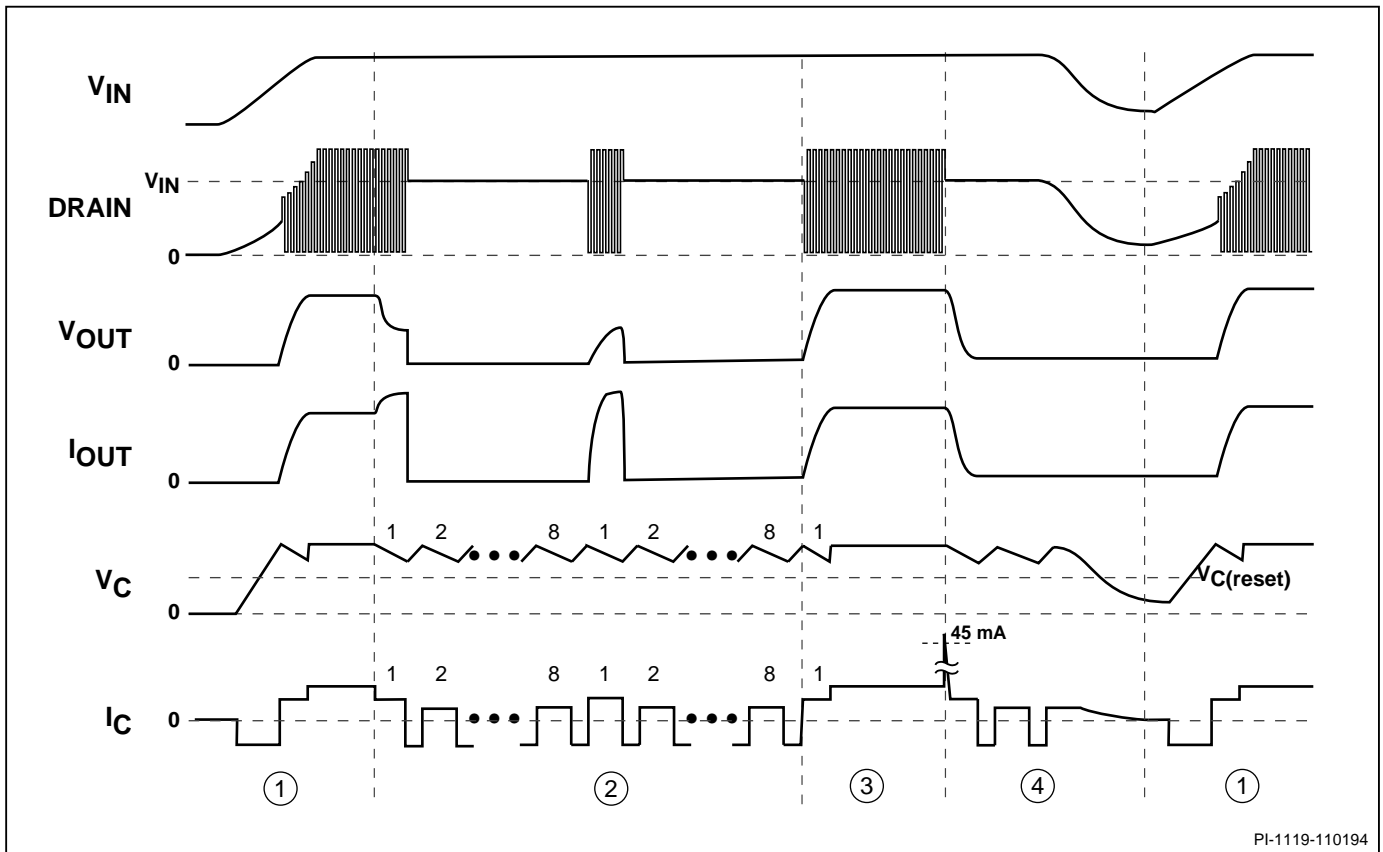 VIN
VIN
DRAIN
0
VOUT
0
IOUT
0
1 2 8 1 2 8 1
VC
VC(reset)
0
45 mA
1 2 8 1 2 8 1
IC
0
1 2 3 4 1
PI-1119-110194